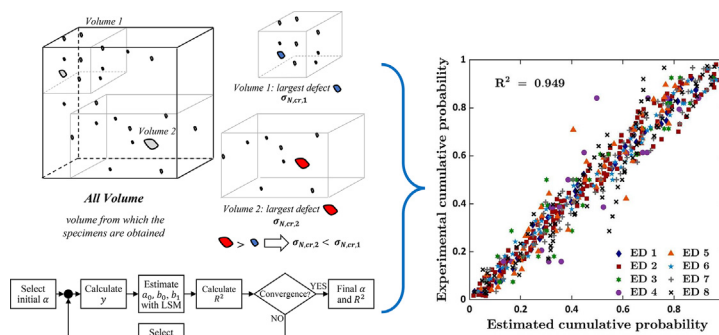 Volume 1
Volume 2
All Volume
volume from which the
specimens are obtained
Volume 1: largest defect
σN,cr,1
Volume 2: largest defect
σN,cr,2
> ⇒ σN,cr,2 < σN,cr,1
Select
initial α
Calculate
y
Estimate
a0, b0, b1
with LSM
Calculate
R²
Convergence?
YES
NO
Final α
and R²
Select
Experimental cumulative probability
R² = 0.949
1
0.8
0.6
0.4
0.2
0
0 0.2 0.4 0.6 0.8
ED 1 ED 5
ED 2 ED 6
ED 3 ED 7
ED 4 ED 8
Estimated cumulative probability